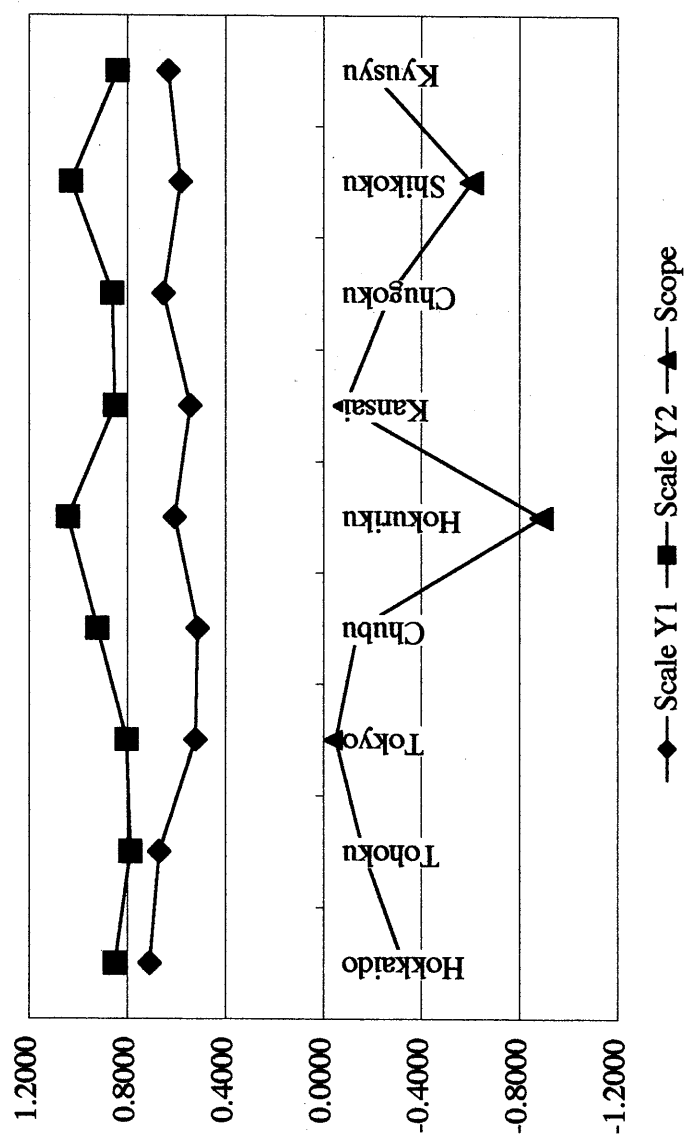 1.2000
0.8000
0.4000
0.0000
-0.4000
-0.8000
-1.2000
Hokkaido
Tohoku
Tokyo
Chubu
Hokuriku
Kansai
Chugoku
Shikoku
Kyusyu
Scale Y1
Scale Y2
Scope